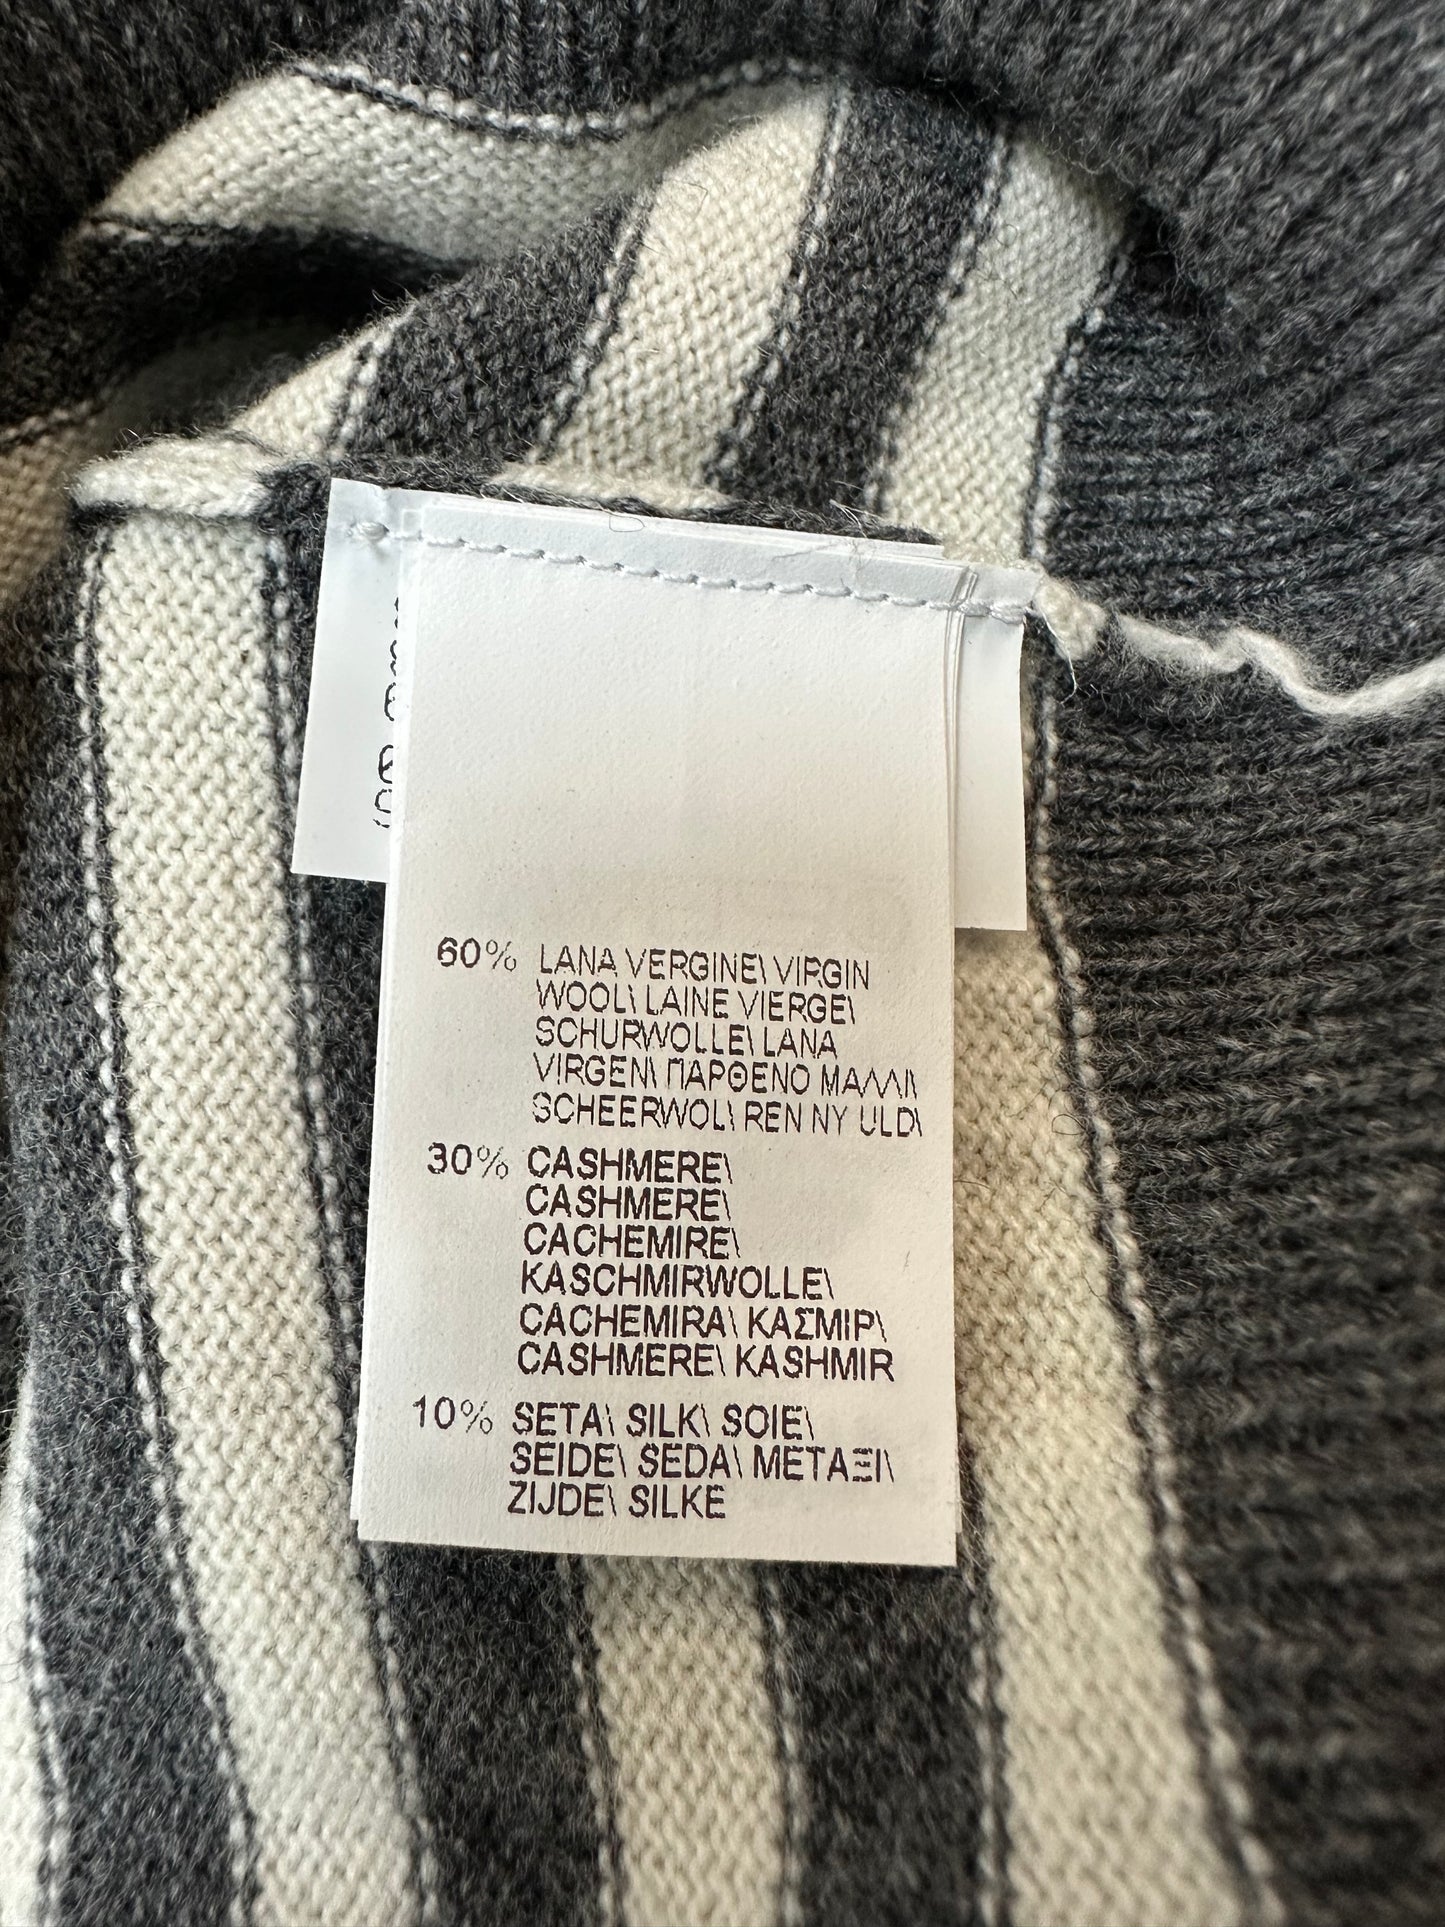 60% LANA VERGINE\ VIRGIN
WOOL\ LAINE VIERGE\
SCHURWOLLE\ LANA
VIRGEN\ ΠΑΡΘΕΝΟ ΜΑΛΛΙ\
SCHEERWOL\ REN NY ULD\
30% CASHMERE\
CASHMERE\
CACHEMIRE\
KASCHMIRWOLLE\
CACHEMIRA\ ΚΑΣΜΙΡ\
CASHMERE\ KASHMIR
10% SETA\ SILK\ SOIE\
SEIDE\ SEDA\ ΜΕΤΑΞΙ\
ZIJDE\ SILKE